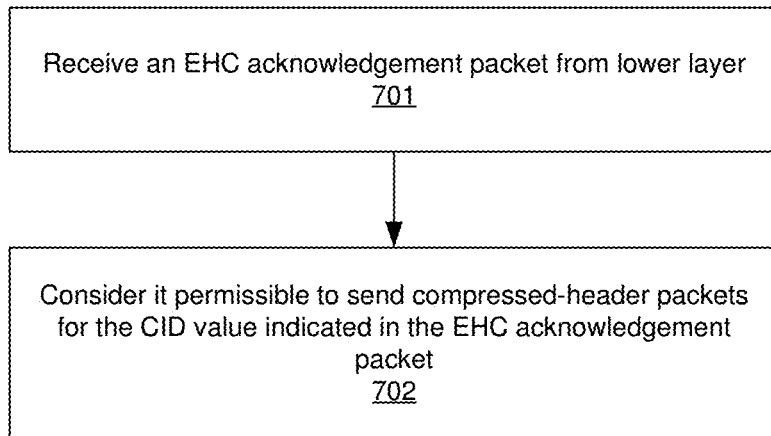 Receive an EHC acknowledgement packet from lower layer
701
Consider it permissible to send compressed-header packets
for the CID value indicated in the EHC acknowledgement
packet
702